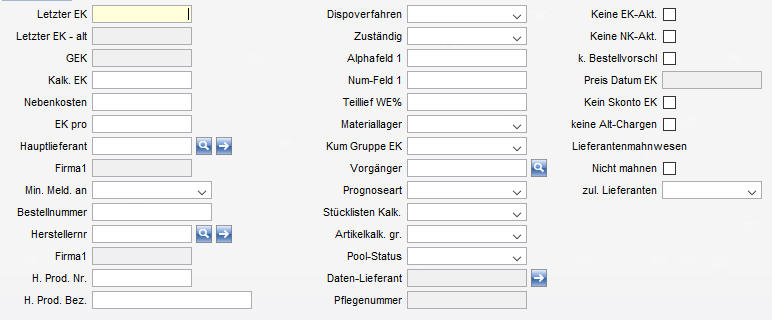 Letzter EK
Letzter EK - alt
GEK
Kalk. EK
Nebenkosten
EK pro
Hauptlieferant
Firma1
Min. Meld. an
Bestellnummer
Herstellernr
Firma1
H. Prod. Nr.
H. Prod. Bez.
Dispoverfahren
Zuständig
Alphafeld 1
Num-Feld 1
Teillief WE%
Materiallager
Kum Gruppe EK
Vorgänger
Prognoseart
Stücklisten Kalk.
Artikelkalk. gr.
Pool-Status
Daten-Lieferant
Pflegenummer
Keine EK-Akt.
Keine NK-Akt.
k. Bestellvorschl
Preis Datum EK
Kein Skonto EK
keine Alt-Chargen
Lieferantenmahnwesen
Nicht mahnen
zul. Lieferanten